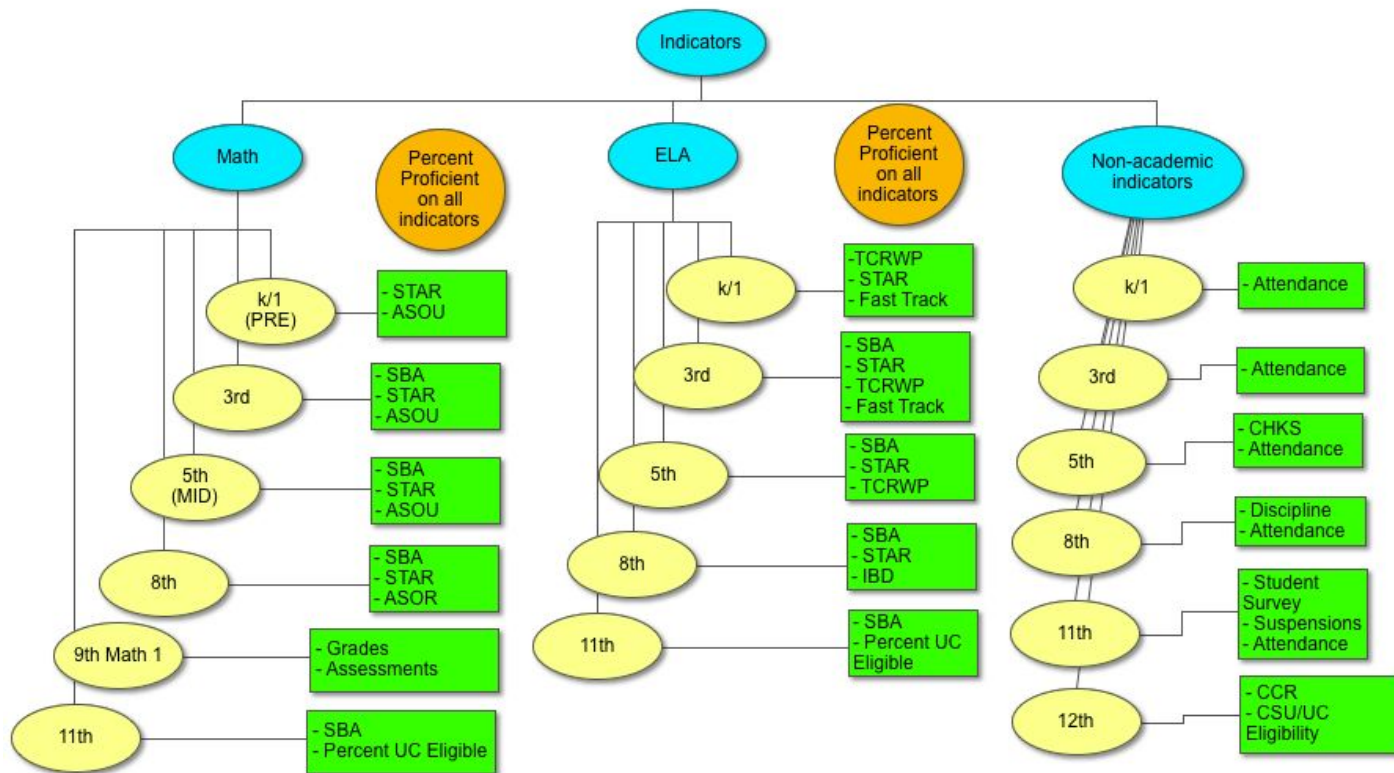 Indicators
Math
Percent
Proficient
on all
indicators
k/1
(PRE)
- STAR
- ASOU
3rd
- SBA
- STAR
- ASOU
5th
(MID)
- SBA
- STAR
- ASOU
8th
- SBA
- STAR
- ASOR
9th Math 1
- Grades
- Assessments
11th
- SBA
- Percent UC Eligible
ELA
Percent
Proficient
on all
indicators
k/1
-TCRWP
- STAR
- Fast Track
3rd
- SBA
- STAR
- TCRWP
- Fast Track
5th
- SBA
- STAR
- TCRWP
8th
- SBA
- STAR
- IBD
11th
- SBA
- Percent UC
Eligible
Non-academic
indicators
k/1
- Attendance
3rd
- Attendance
5th
- CHKS
- Attendance
8th
- Discipline
- Attendance
11th
- Student
Survey
- Suspensions
- Attendance
12th
- CCR
- CSU/UC
Eligibility